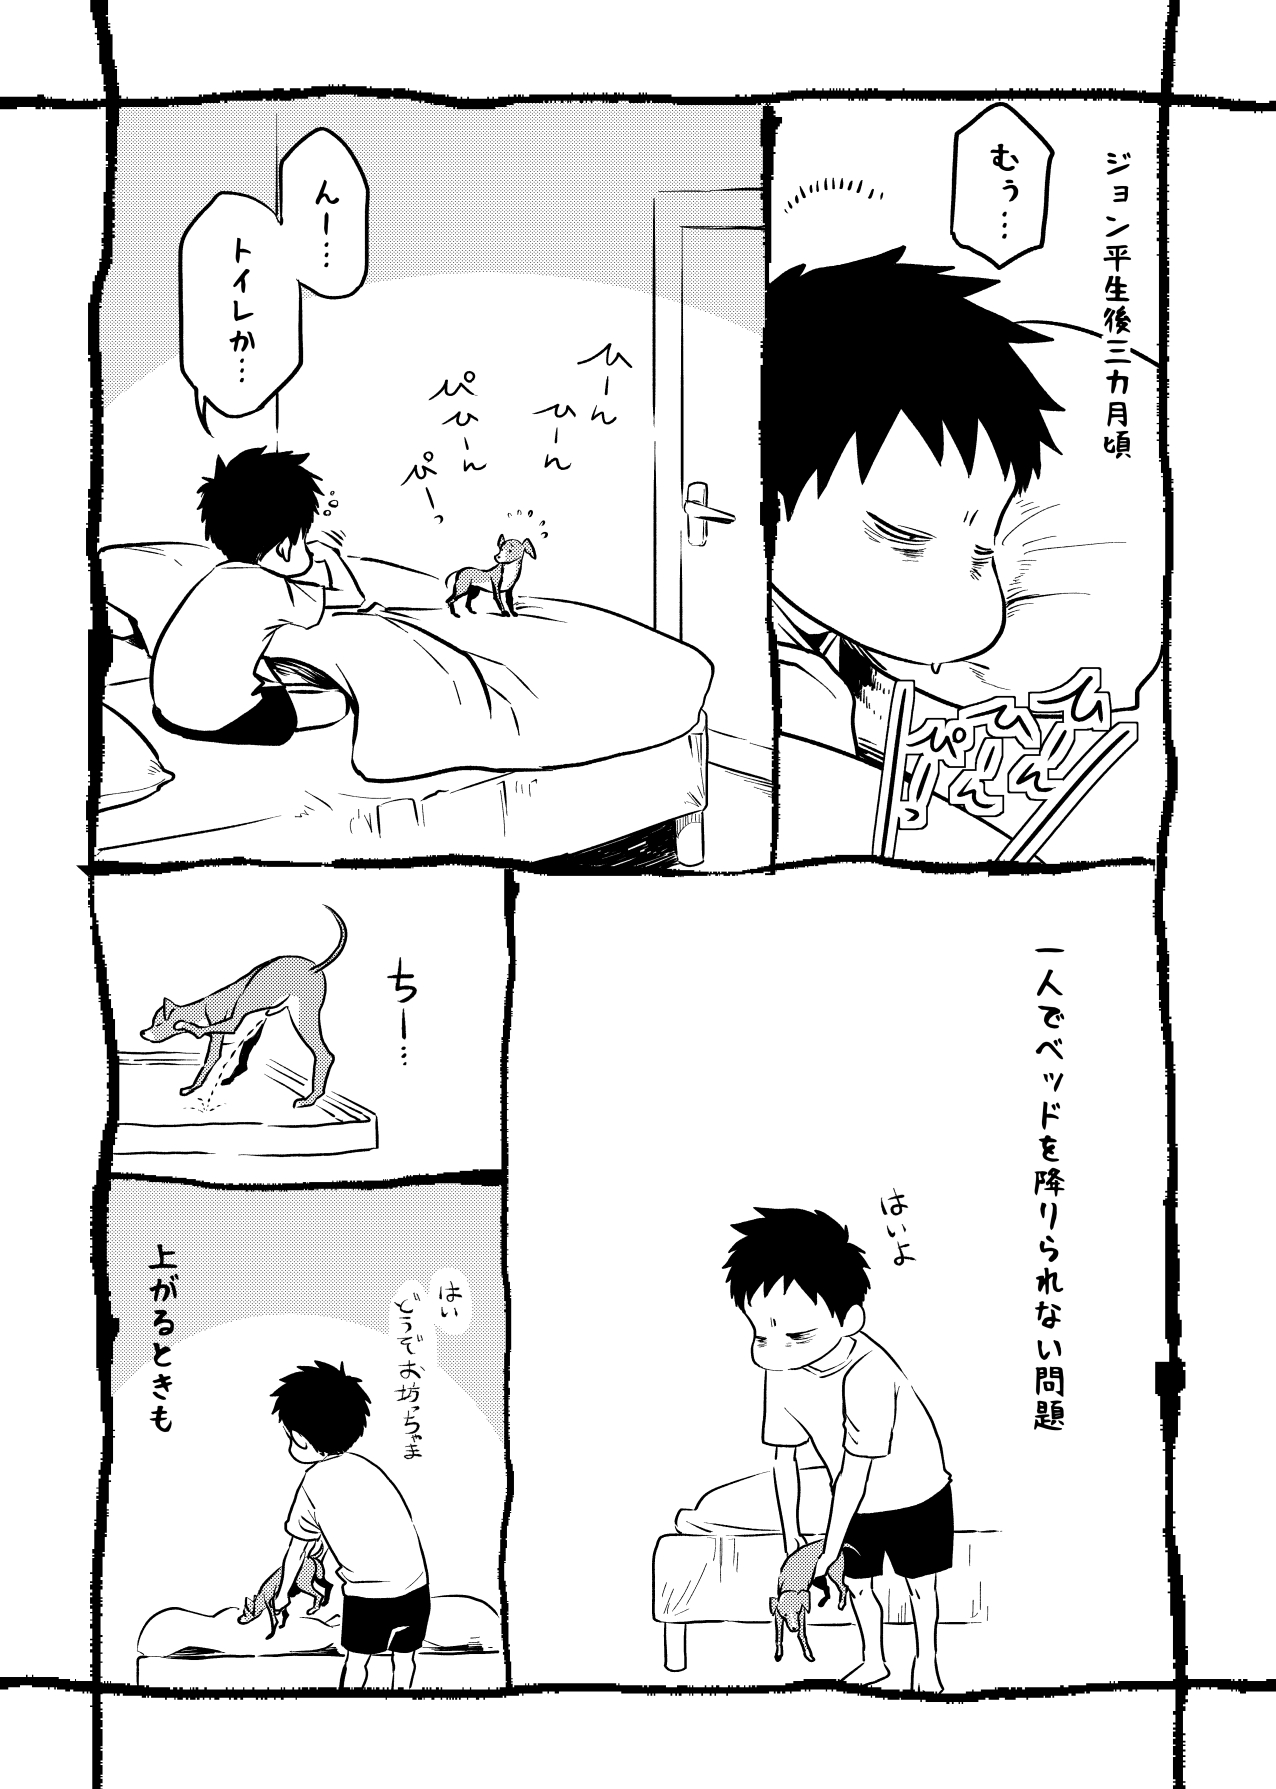 ジョン平生後三カ月頃
むぅ…
ひーん
ひーん
ぴーっ
んー…
トイレか…
ひーん
ひーん
ぴひーん
ぴーっ
一人でベッドを降りられない問題
はいよ
ちー…
はい
どうぞお坊っちゃま
上がるときも